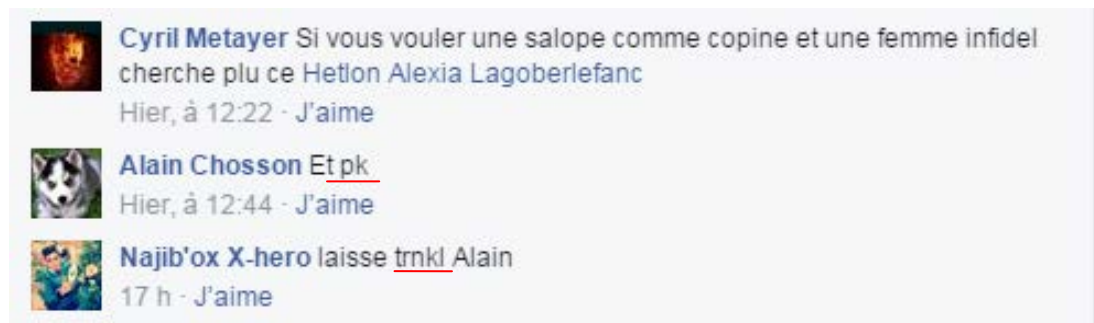 Cyril Metayer Si vous vouler une salope comme copine et une femme infidel
cherche plu ce Hetlon Alexia Lagoberlefanc
Hier, à 12:22 · J'aime
Alain Chosson Et pk
Hier, à 12:44 · J'aime
Najib'ox X-hero laisse trnkl Alain
17 h · J'aime